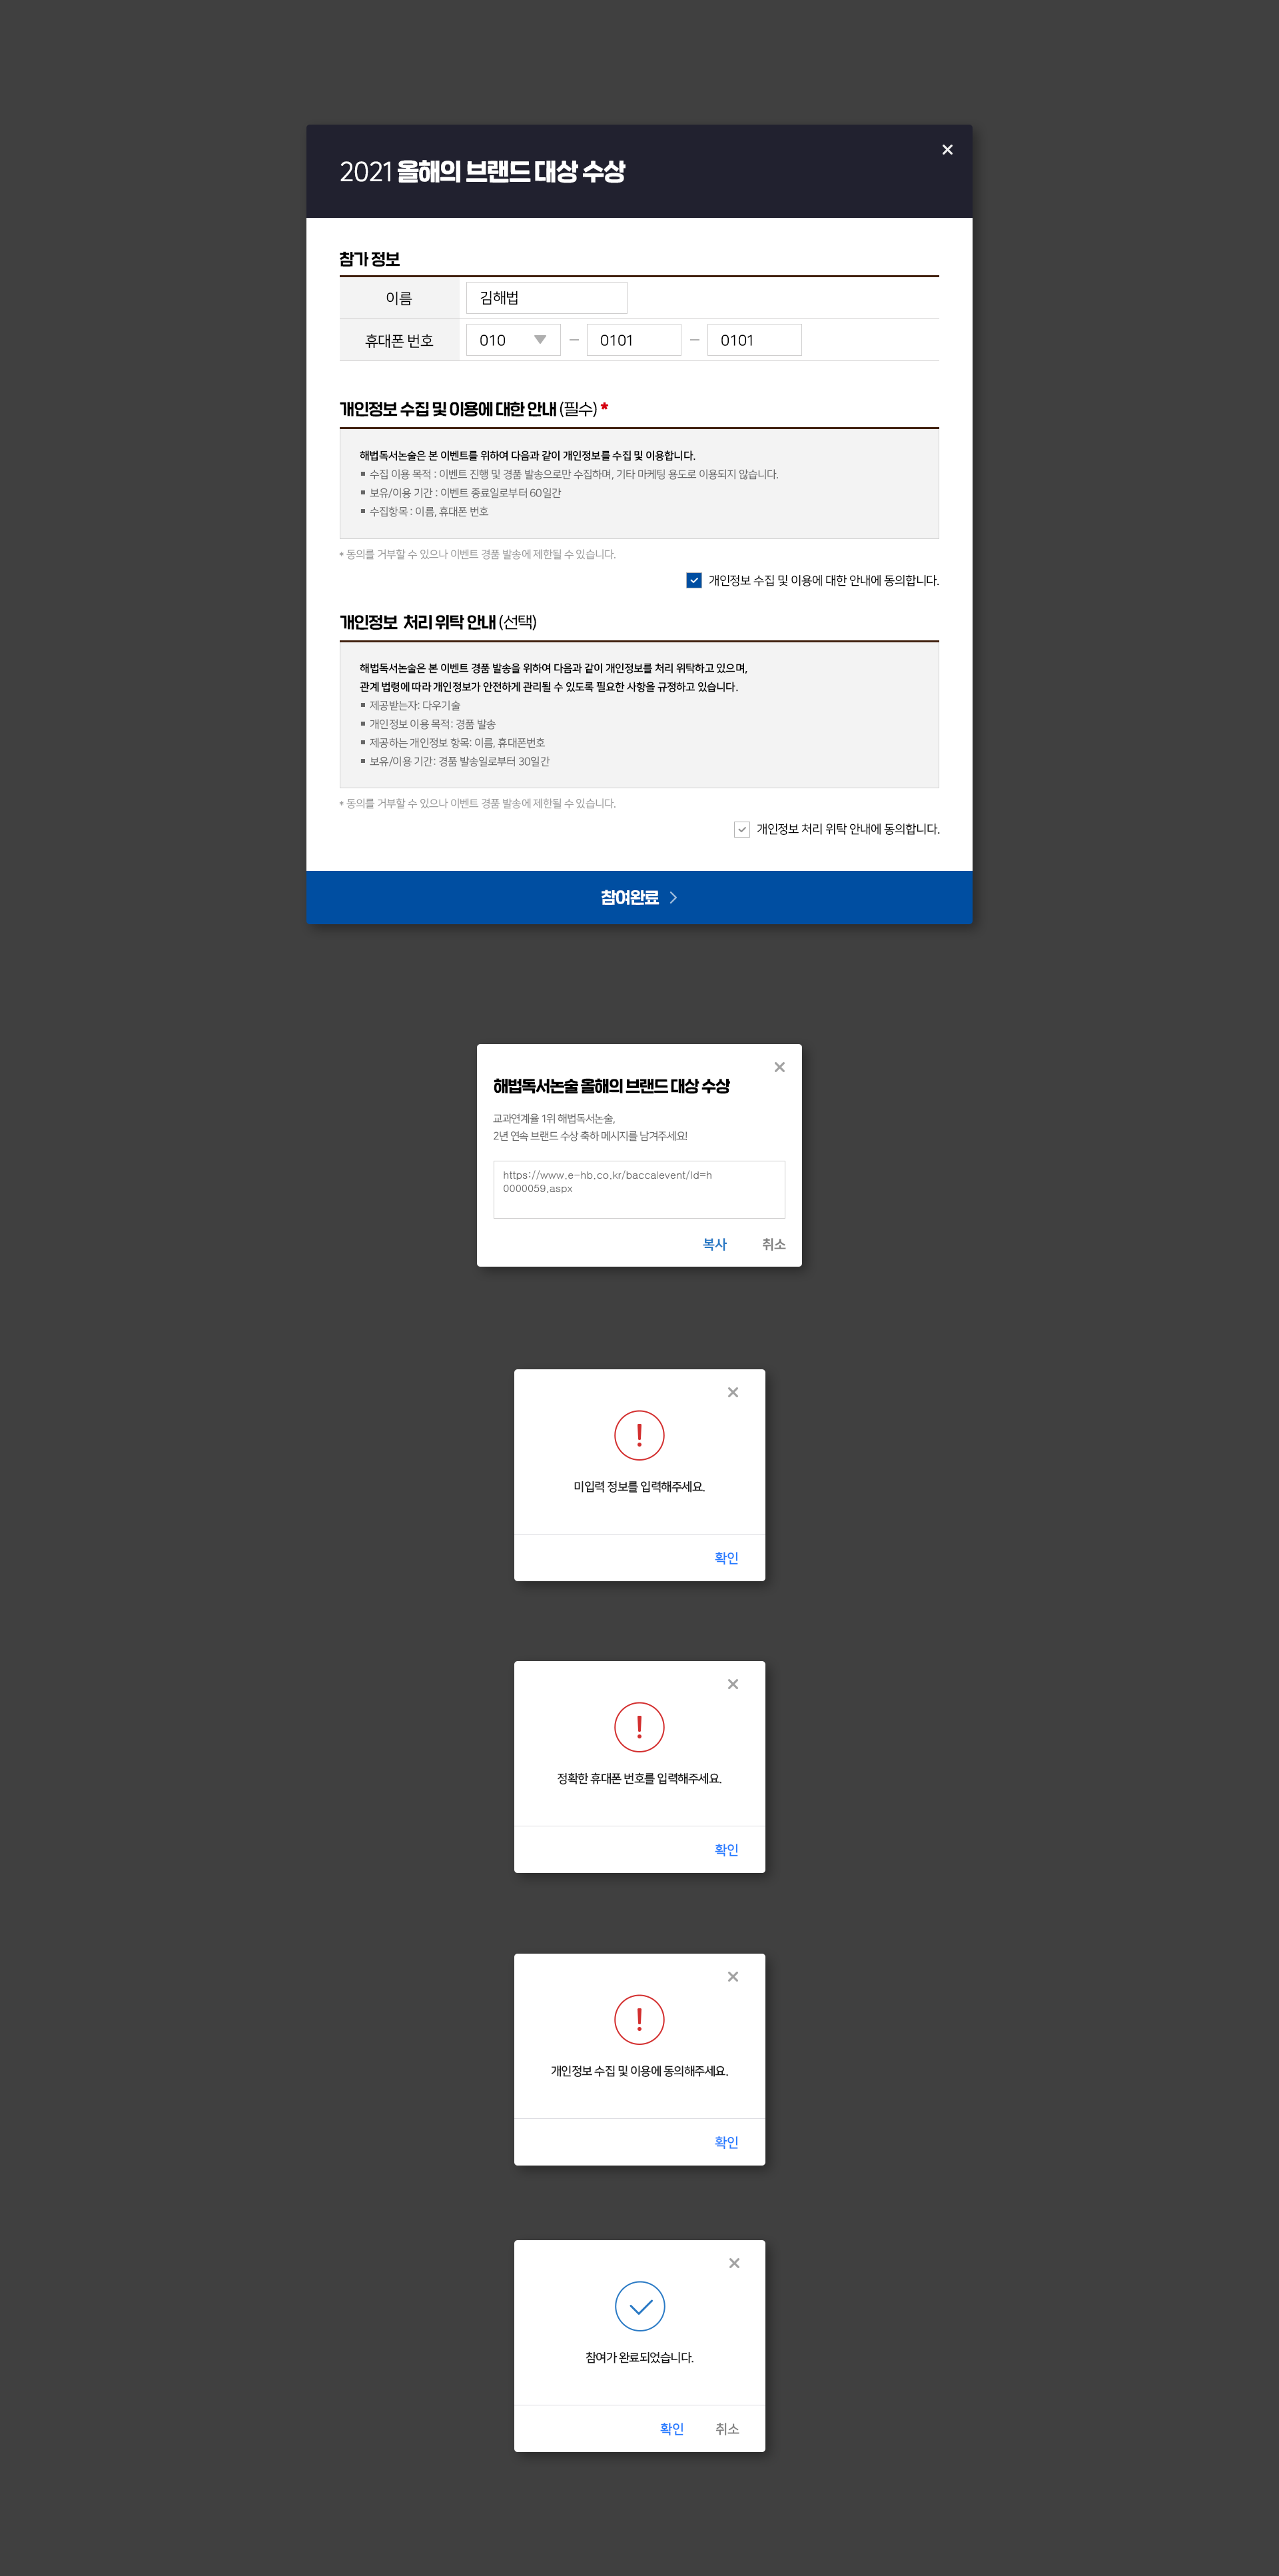 2021 올해의 브랜드 대상 수상
참가 정보
이름 김해법
휴대폰 번호 010 – 0101 – 0101
개인정보 수집 및 이용에 대한 안내 (필수) *
해법독서논술은 본 이벤트를 위하여 다음과 같이 개인정보를 수집 및 이용합니다.
▪ 수집 이용 목적 : 이벤트 진행 및 경품 발송으로만 수집하며, 기타 마케팅 용도로 이용되지 않습니다.
▪ 보유/이용 기간 : 이벤트 종료일로부터 60일간
▪ 수집항목 : 이름, 휴대폰 번호
* 동의를 거부할 수 있으나 이벤트 경품 발송에 제한될 수 있습니다.
개인정보 수집 및 이용에 대한 안내에 동의합니다.
개인정보 처리 위탁 안내 (선택)
해법독서논술은 본 이벤트 경품 발송을 위하여 다음과 같이 개인정보를 처리 위탁하고 있으며,
관계 법령에 따라 개인정보가 안전하게 관리될 수 있도록 필요한 사항을 규정하고 있습니다.
▪ 제공받는자: 다우기술
▪ 개인정보 이용 목적: 경품 발송
▪ 제공하는 개인정보 항목: 이름, 휴대폰번호
▪ 보유/이용 기간: 경품 발송일로부터 30일간
* 동의를 거부할 수 있으나 이벤트 경품 발송에 제한될 수 있습니다.
개인정보 처리 위탁 안내에 동의합니다.
참여완료
해법독서논술 올해의 브랜드 대상 수상
교과연계율 1위 해법독서논술,
2년 연속 브랜드 수상 축하 메시지를 남겨주세요!
https://www.e-hb.co.kr/baccalevent/ld=h
0000059.aspx
복사 취소
미입력 정보를 입력해주세요.
확인
정확한 휴대폰 번호를 입력해주세요.
확인
개인정보 수집 및 이용에 동의해주세요.
확인
참여가 완료되었습니다.
확인 취소